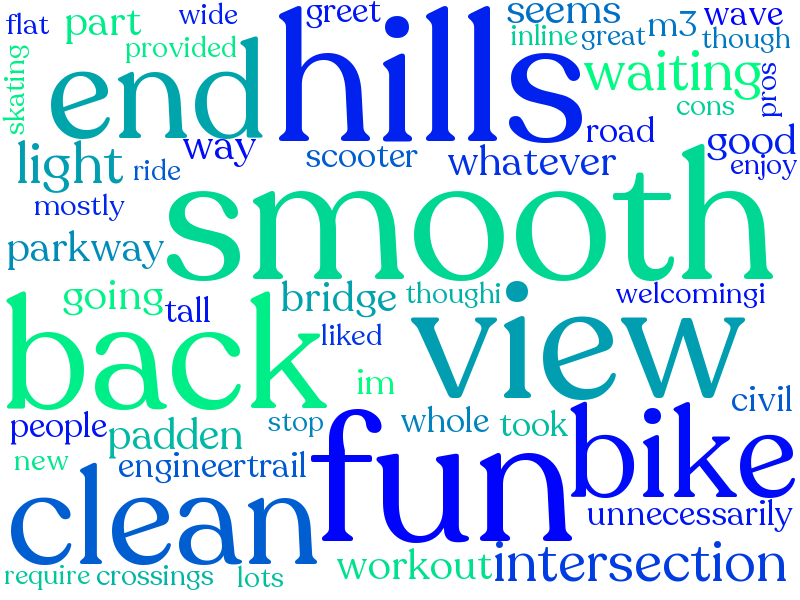 flat
part
wide
greet
seems
m3
wave
provided
inline
great
though
skating
end
hills
waiting
pros
cons
road
good
light
ride
way
scooter
whatever
enjoy
mostly
smooth
parkway
going
tall
bridge
thoughi
view
welcomingi
back
liked
im
civil
people
padden
stop
whole
took
bike
new
engineertrail
fun
clean
unnecessarily
workout
intersection
require
crossings
lots